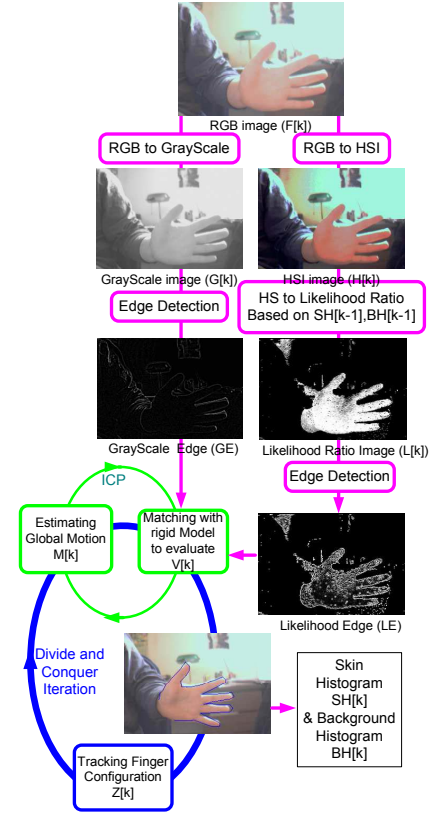 RGB image (F[k])
RGB to GrayScale
RGB to HSI
GrayScale image (G[k])
HSI image (H[k])
Edge Detection
HS to Likelihood Ratio
Based on SH[k-1],BH[k-1]
GrayScale Edge (GE)
Likelihood Ratio Image (L[k])
ICP
Edge Detection
Estimating
Global Motion
M[k]
Matching with
rigid Model
to evaluate
V[k]
Likelihood Edge (LE)
Divide and
Conquer
Iteration
Skin
Histogram
SH[k]
& Background
Histogram
BH[k]
Tracking Finger
Configuration
Z[k]